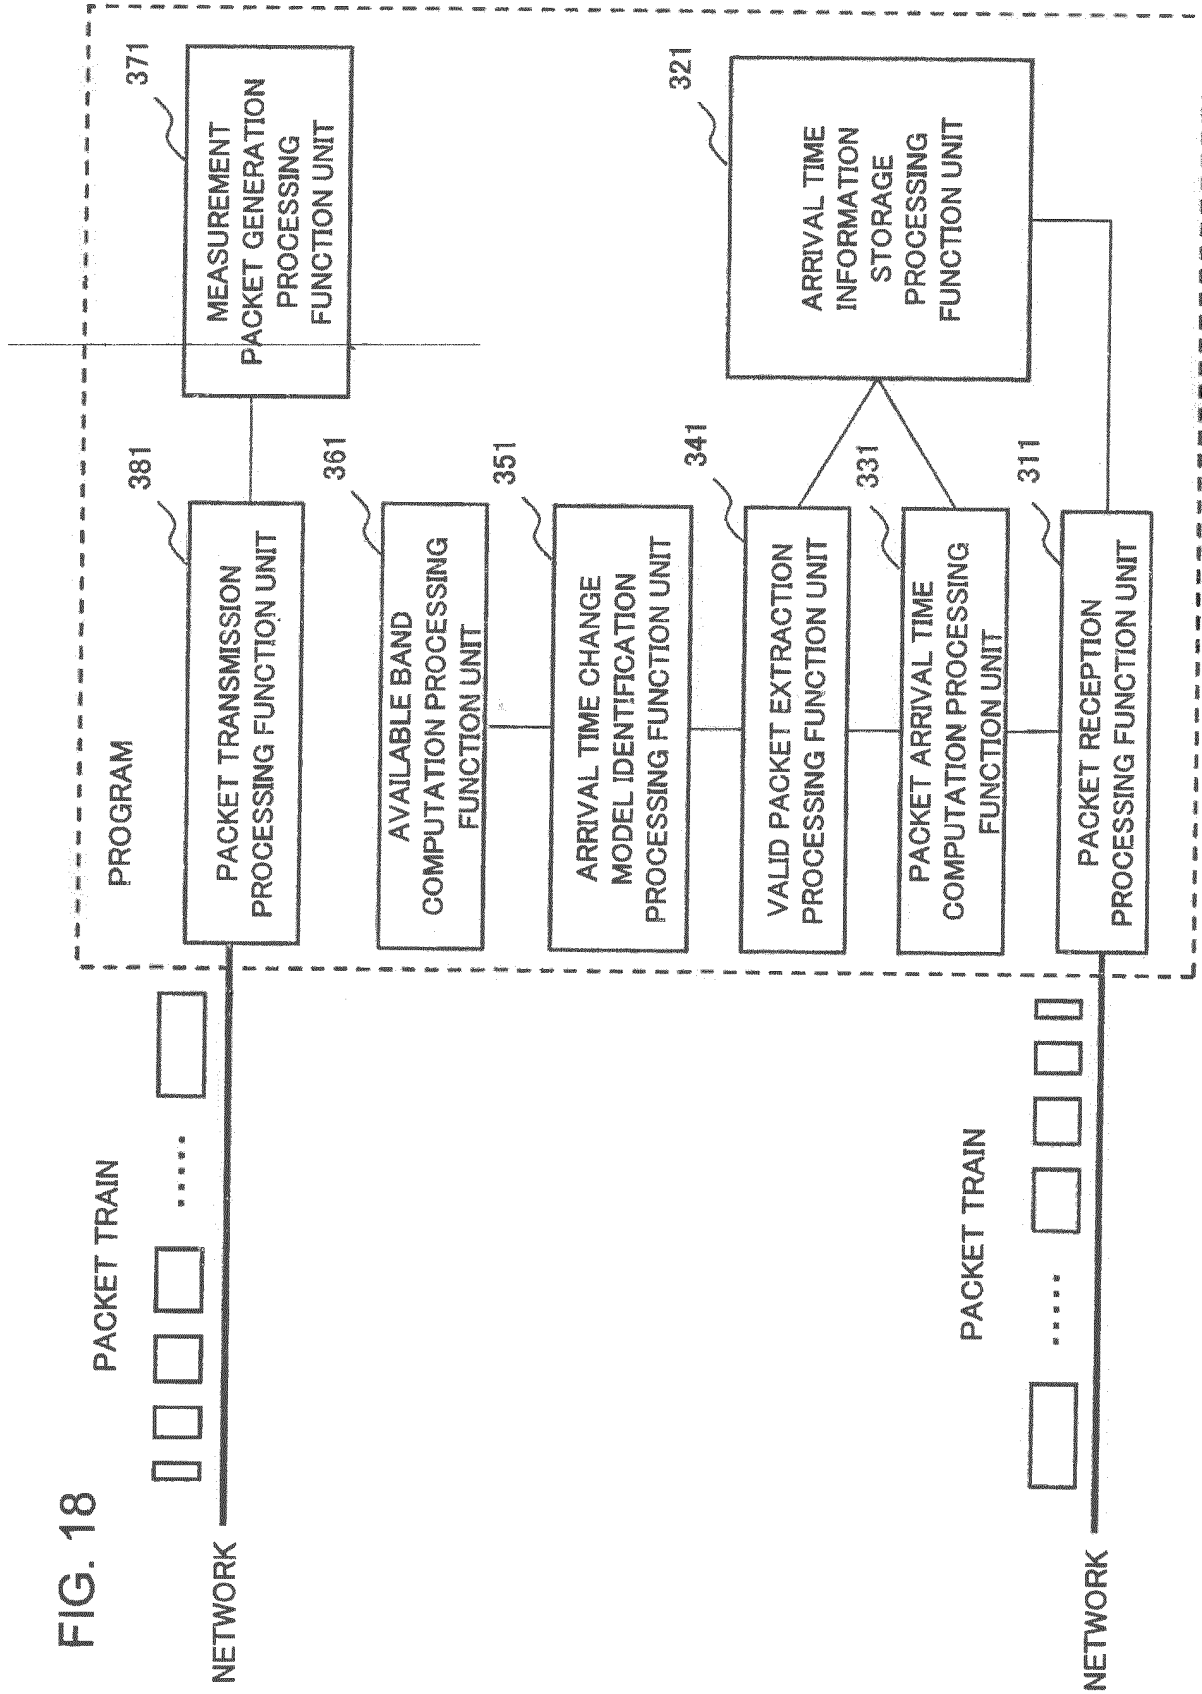 FIG. 18
NETWORK
PACKET TRAIN
PROGRAM
381
PACKET TRANSMISSION
PROCESSING FUNCTION UNIT
371
MEASUREMENT
PACKET GENERATION
PROCESSING
FUNCTION UNIT
361
AVAILABLE BAND
COMPUTATION PROCESSING
FUNCTION UNIT
351
ARRIVAL TIME CHANGE
MODEL IDENTIFICATION
PROCESSING FUNCTION UNIT
341
VALID PACKET EXTRACTION
PROCESSING FUNCTION UNIT
321
ARRIVAL TIME
INFORMATION
STORAGE
PROCESSING
FUNCTION UNIT
331
PACKET ARRIVAL TIME
COMPUTATION PROCESSING
FUNCTION UNIT
311
PACKET RECEPTION
PROCESSING FUNCTION UNIT
PACKET TRAIN
NETWORK